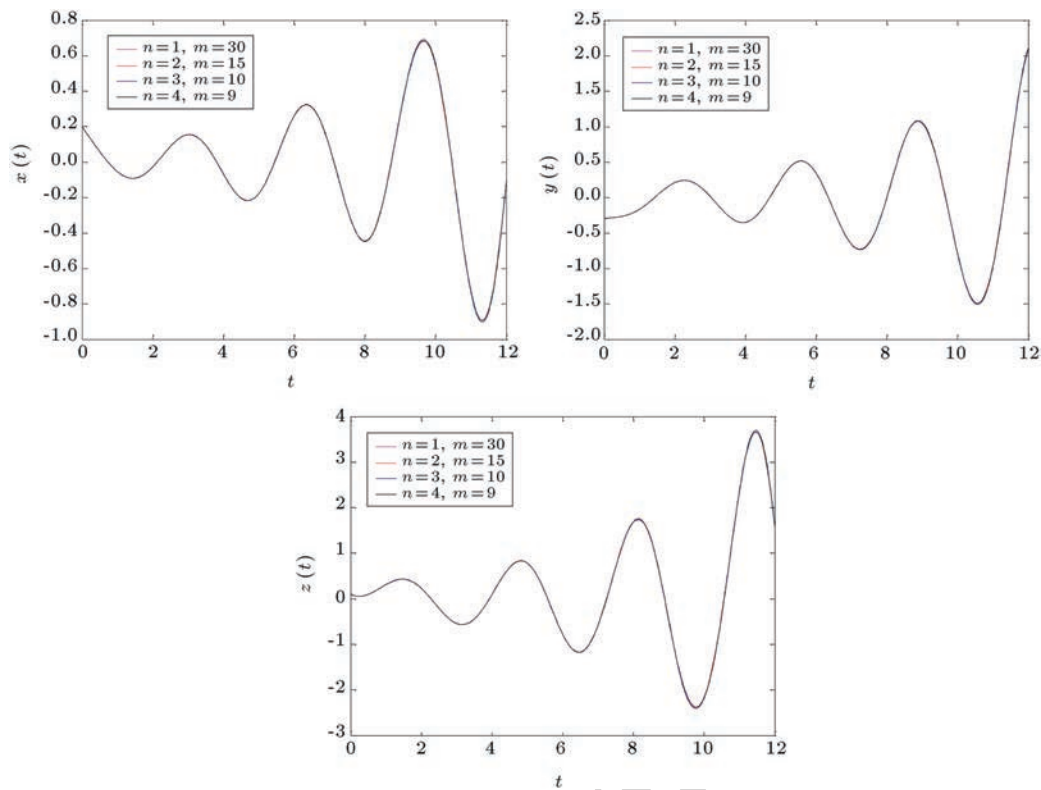 0.8
0.6
0.4
0.2
0.0
-0.2
-0.4
-0.6
-0.8
-1.0
x (t)
n=1, m=30
n=2, m=15
n=3, m=10
n=4, m=9
0 2 4 6 8 10 12
t
2.5
2.0
1.5
1.0
0.5
0.0
-0.5
-1.0
-1.5
-2.0
y (t)
n=1, m=30
n=2, m=15
n=3, m=10
n=4, m=9
0 2 4 6 8 10 12
t
4
3
2
1
0
-1
-2
-3
z (t)
n=1, m=30
n=2, m=15
n=3, m=10
n=4, m=9
0 2 4 6 8 10 12
t